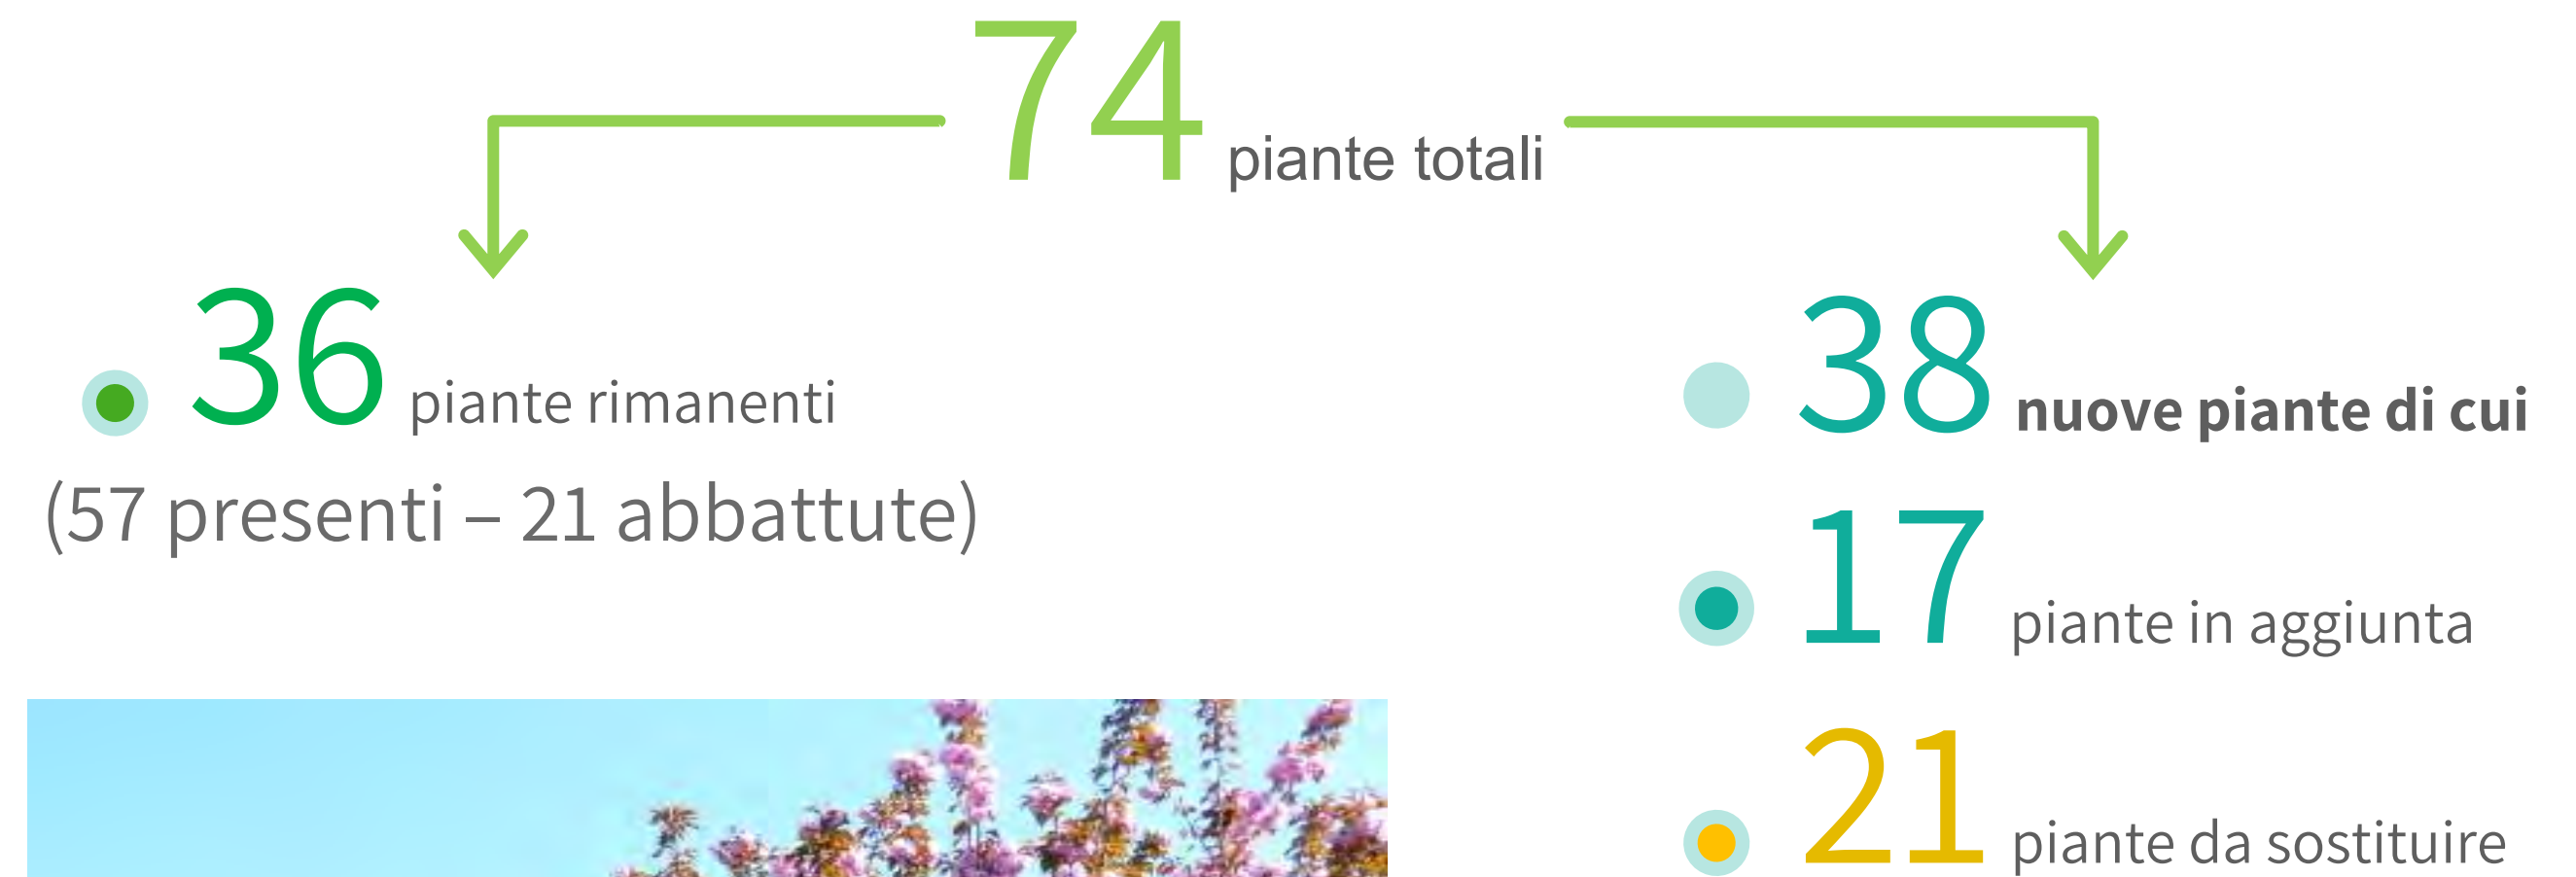 74 piante totali
36 piante rimanenti
(57 presenti – 21 abbattute)
38 nuove piante di cui
17 piante in aggiunta
21 piante da sostituire